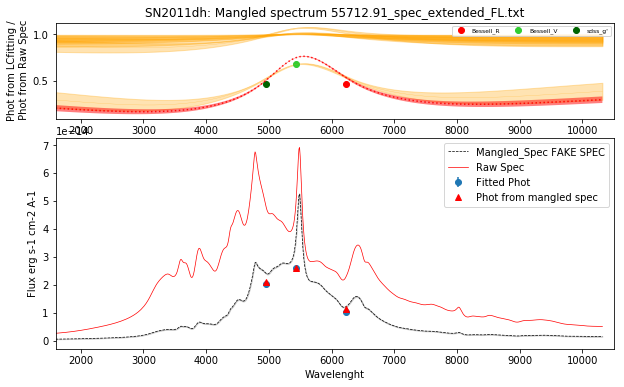 SN2011dh: Mangled spectrum 55712.91_spec_extended_FL.txt
Phot from LCfitting /
Phot from Raw Spec
1.0
0.5
Bessell_R
Bessell_V
sdss_g'
2000 3000 4000 5000 6000 7000 8000 9000 10000
1e−14
Flux erg s-1 cm-2 A-1
7
6
5
4
3
2
1
0
Mangled_Spec FAKE SPEC
Raw Spec
Fitted Phot
Phot from mangled spec
2000 3000 4000 5000 6000 7000 8000 9000 10000
Wavelenght